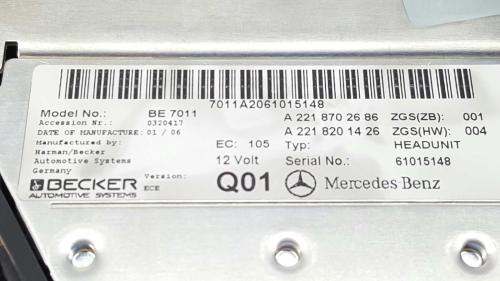 7011A2061015148
Model No.: BE 7011 A 221 870 26 86 ZGS(ZB): 001
Accession Nr.: 0320417 A 221 820 14 26 ZGS(HW): 004
DATE OF MANUFACTURE: 01 / 06
Manufactured by: EC: 105 Typ: HEADUNIT
Harman/Becker
Automotive Systems 12 Volt Serial No.: 61015148
Germany
BECKER Version: Q01 Mercedes-Benz
AUTOMOTIVE SYSTEMS ECE